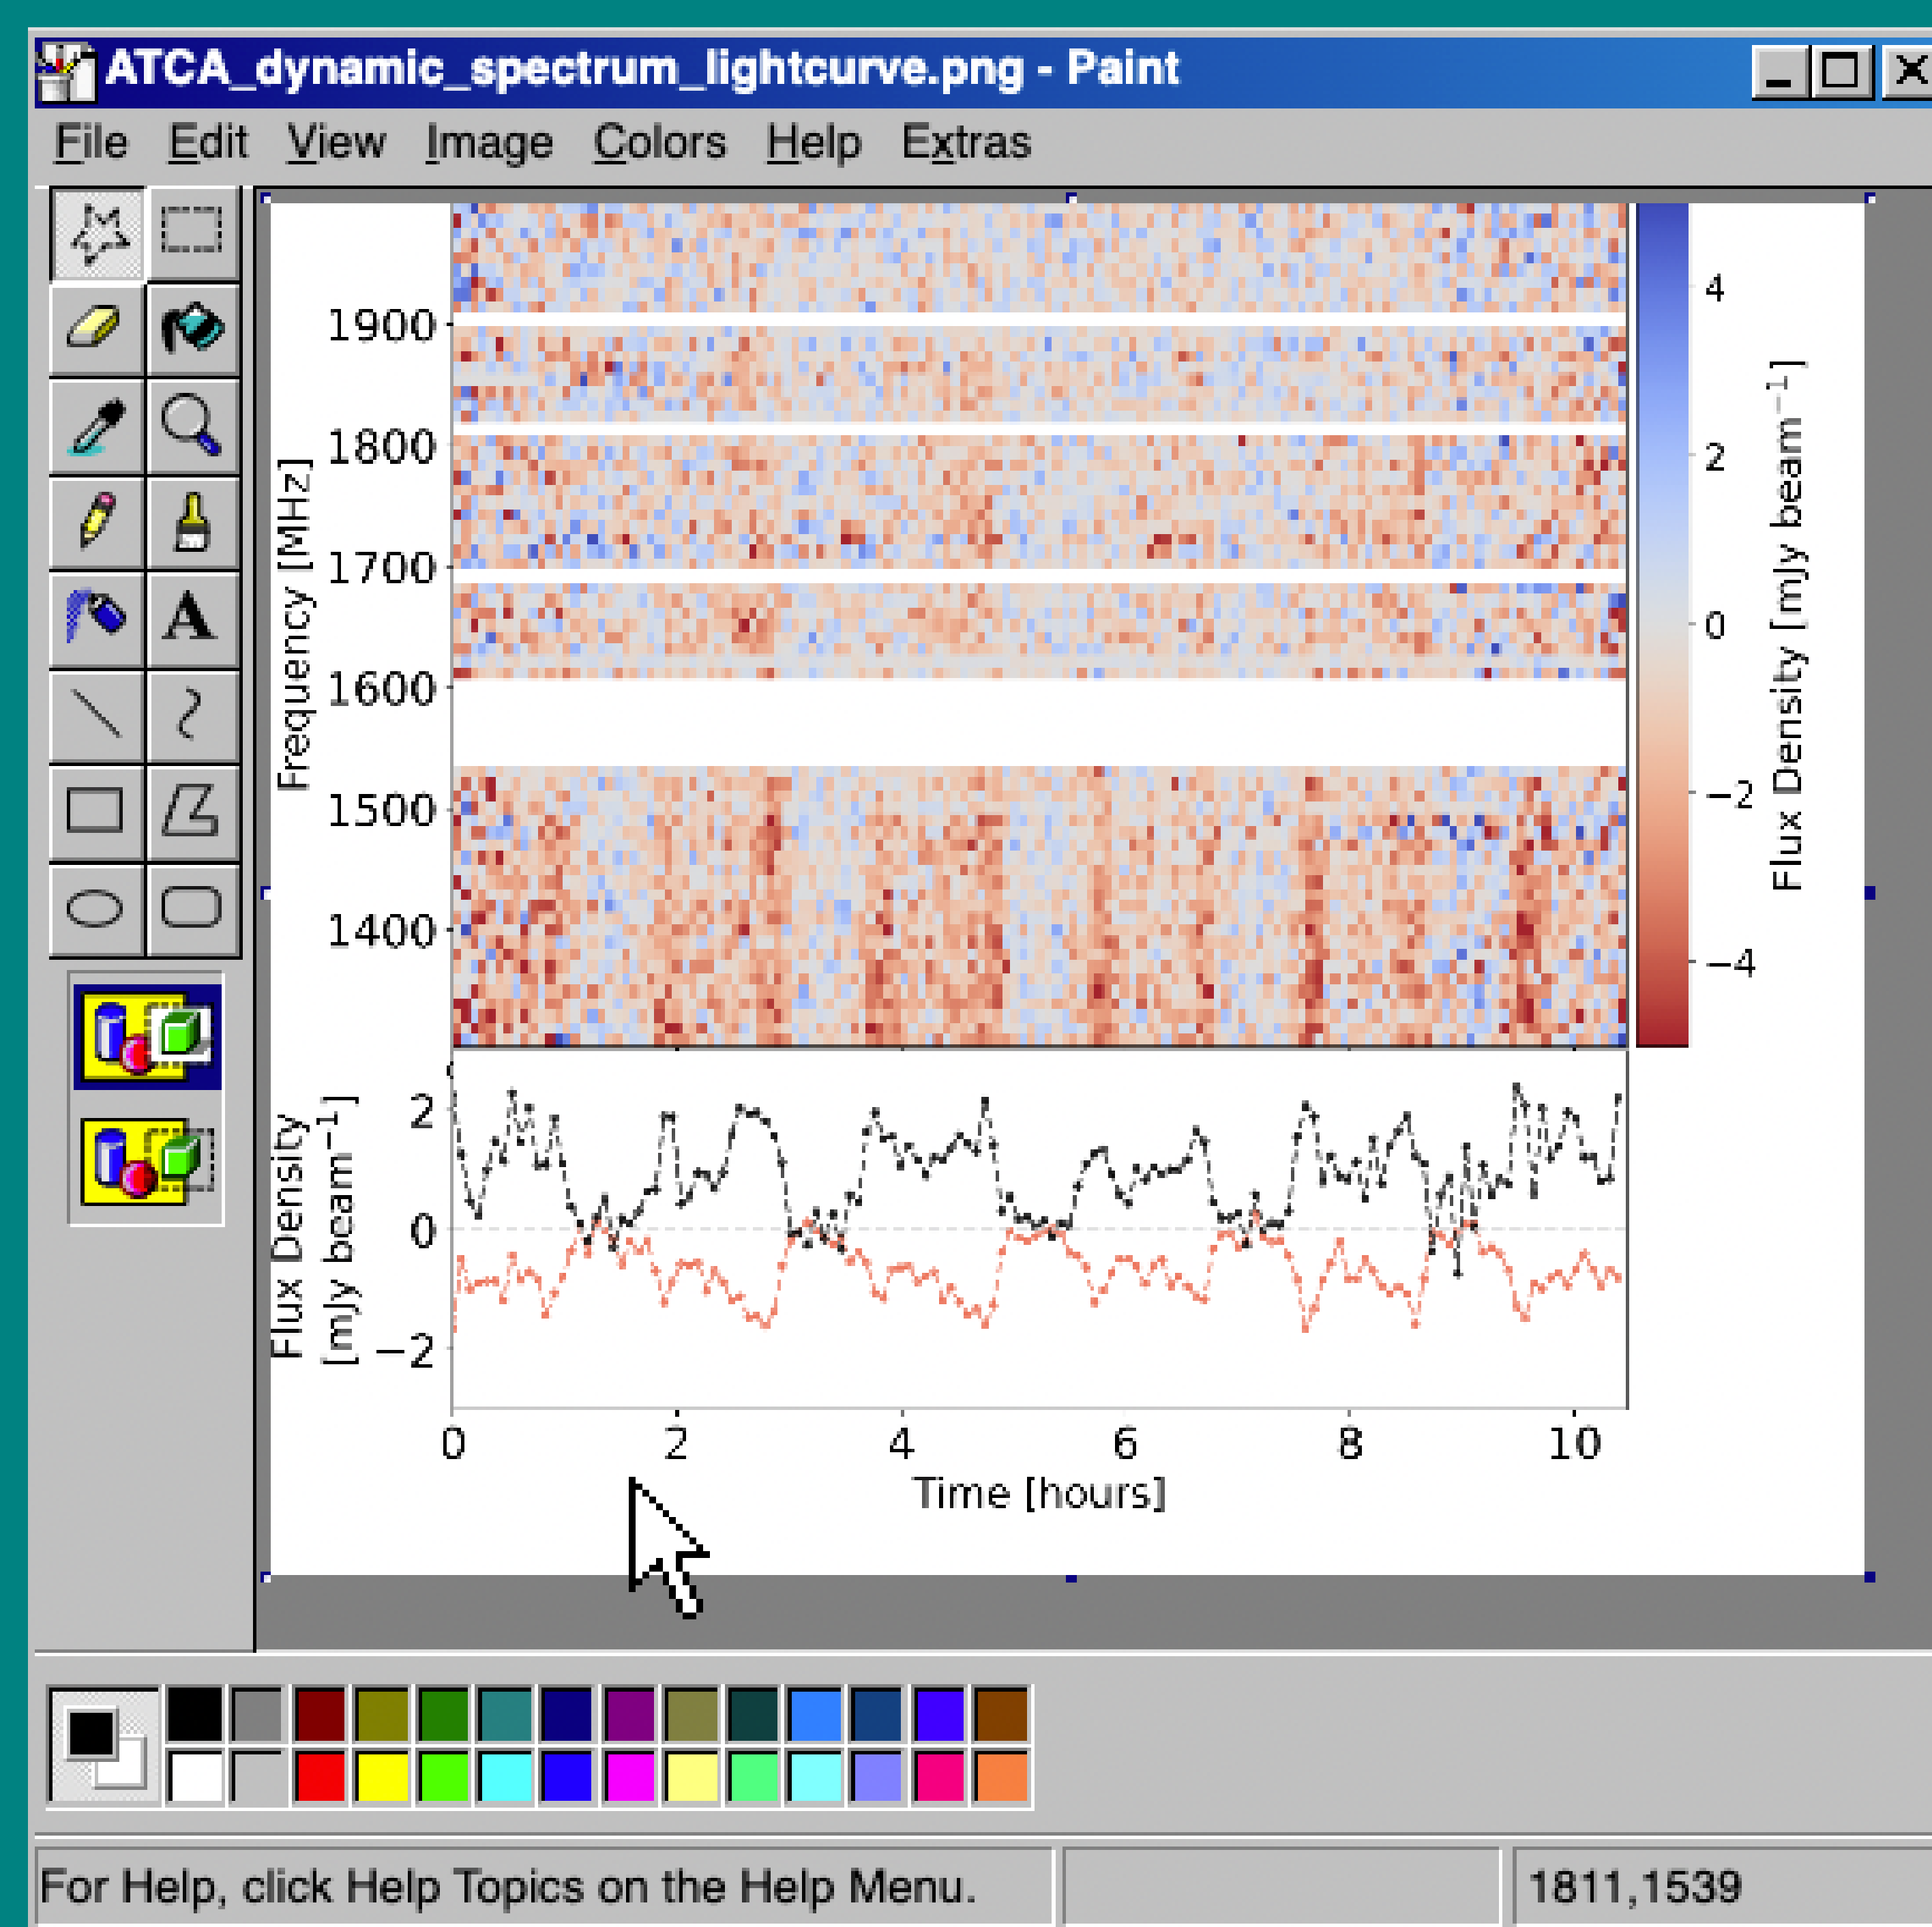 ATCA_dynamic_spectrum_lightcurve.png - Paint
File Edit View Image Colors Help Extras
A
Frequency [MHz]
1900
1800
1700
1600
1500
1400
4
2
0
−2
−4
Flux Density [mJy beam⁻¹]
Flux Density
[mJy beam⁻¹]
2
0
−2
0 2 4 6 8 10
Time [hours]
For Help, click Help Topics on the Help Menu.
1811,1539